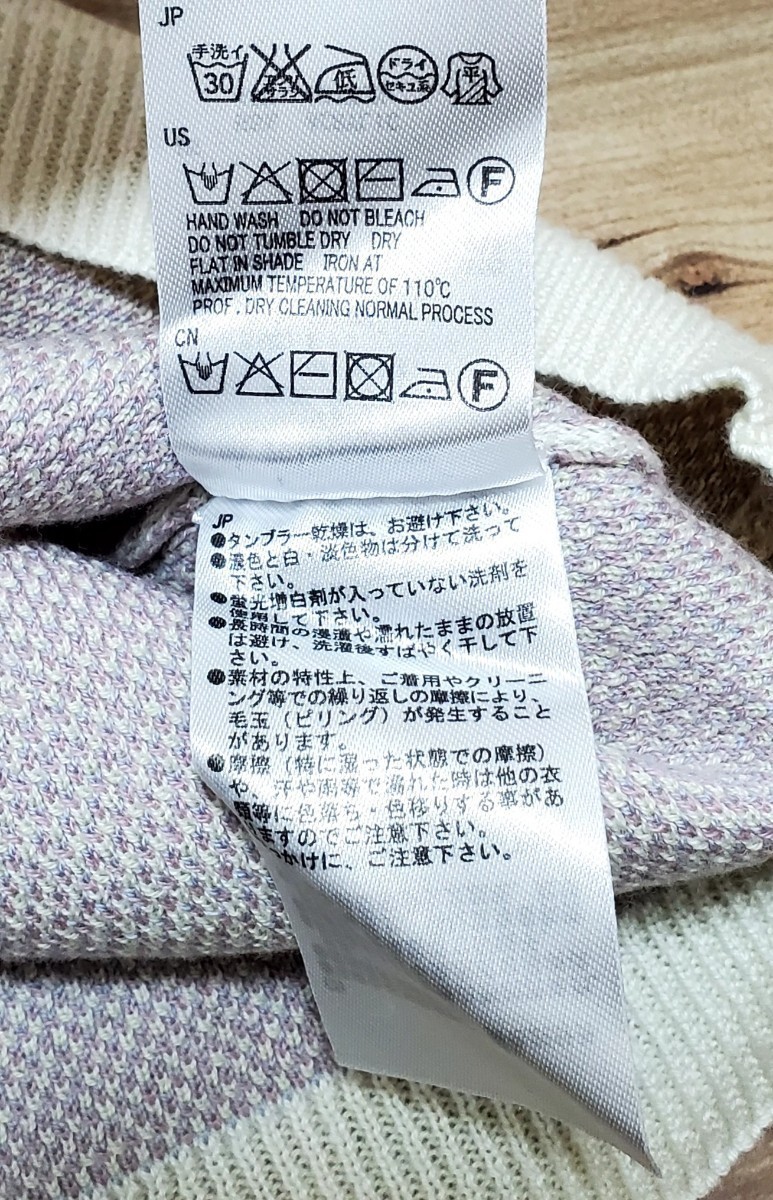 JP
手洗イ
30
エンソ
サラシ
低
ドライ
セキユ系
平
US
F
HAND WASH DO NOT BLEACH
DO NOT TUMBLE DRY DRY
FLAT IN SHADE IRON AT
MAXIMUM TEMPERATURE OF 110℃
PROF. DRY CLEANING NORMAL PROCESS
CN
F
JP
●タンブラー乾燥は、お避け下さい。
●濃色と白・淡色物は分けて洗って
下さい。
●蛍光増白剤が入っていない洗剤を
使用して下さい。
●長時間の浸漬や濡れたままの放置
は避け、洗濯後すばやく干して下
さい。
●素材の特性上、ご着用やクリーニ
ング等での繰り返しの摩擦により、
毛玉(ピリング)が発生すること
があります。
●摩擦(特に湿った状態での摩擦)
や、汗や雨等で濡れた時は他の衣
類等に色落ち・色移りする事があ
ますのでご注意下さい。
かけに、ご注意下さい。